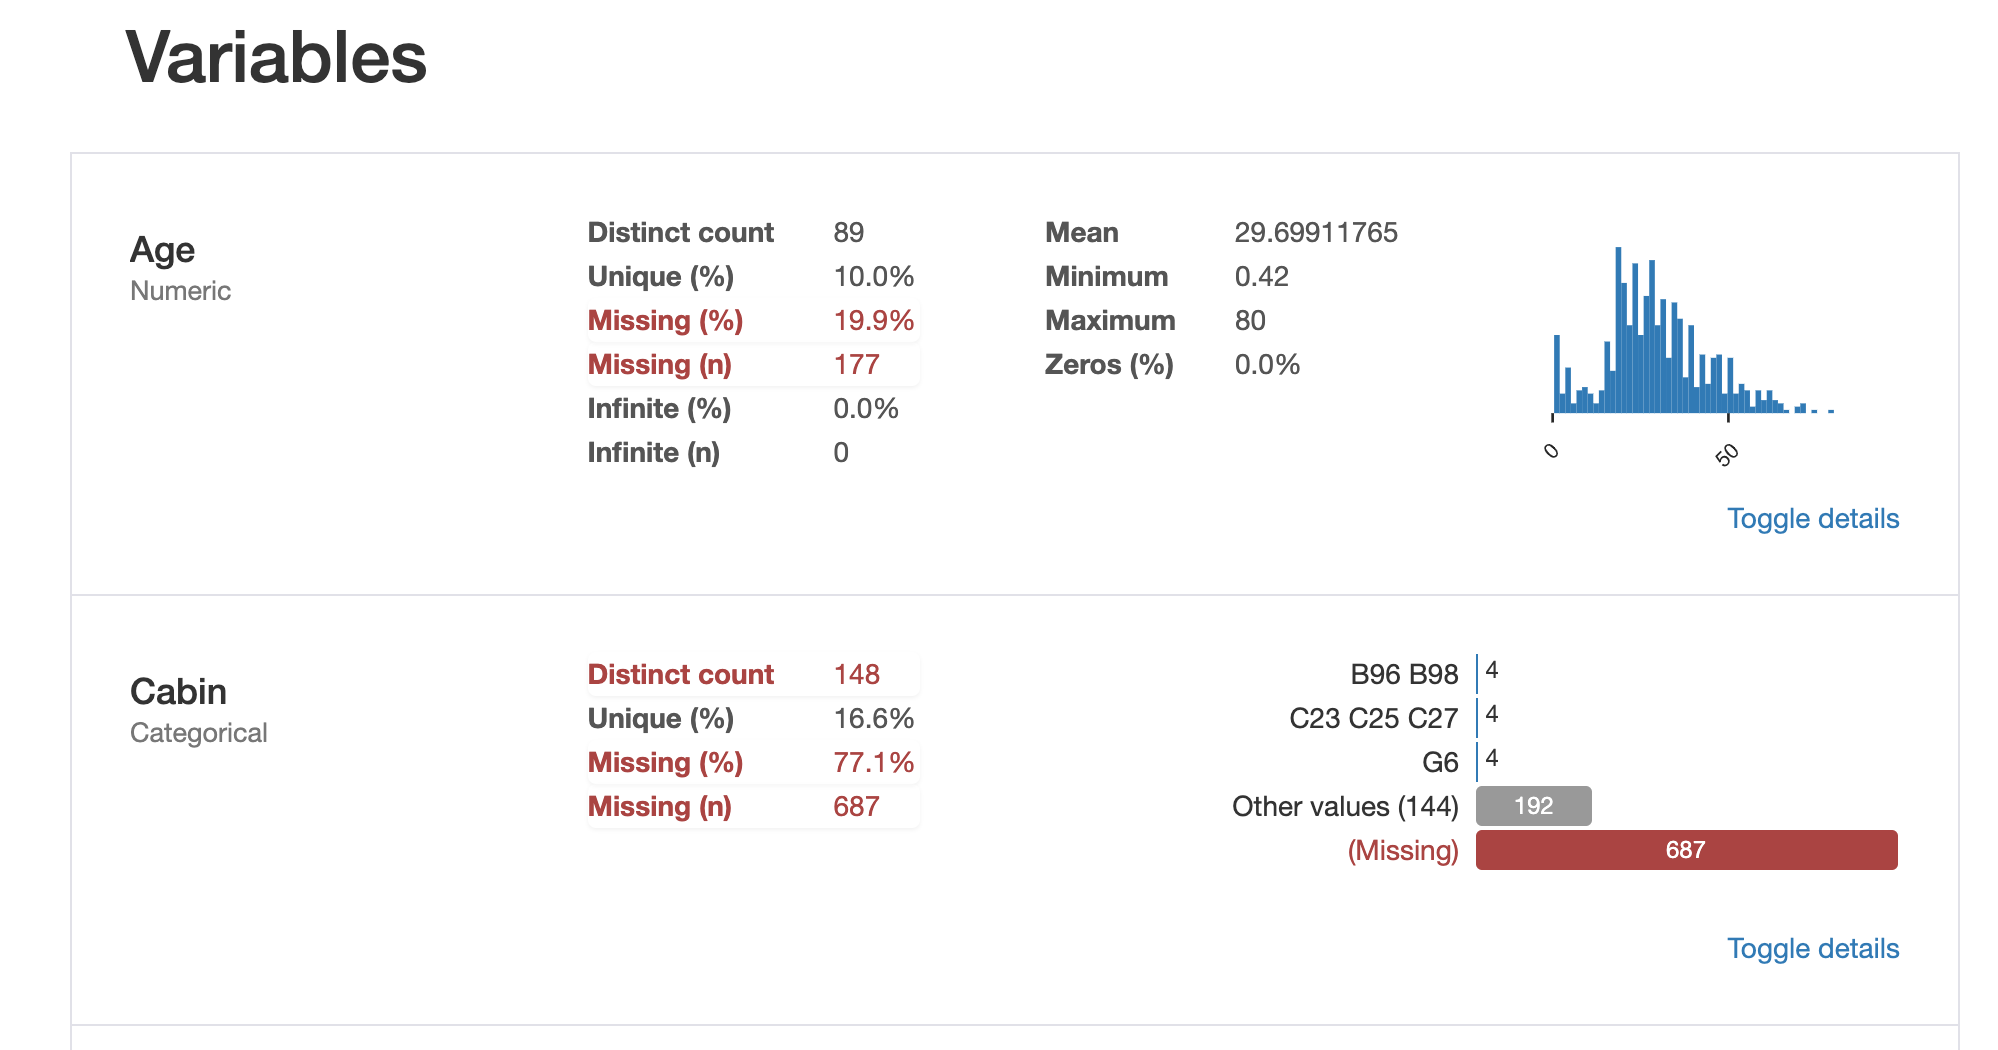 Variables
Age
Numeric
Distinct count 89
Unique (%) 10.0%
Missing (%) 19.9%
Missing (n) 177
Infinite (%) 0.0%
Infinite (n) 0
Mean 29.69911765
Minimum 0.42
Maximum 80
Zeros (%) 0.0%
0
50
Toggle details
Cabin
Categorical
Distinct count 148
Unique (%) 16.6%
Missing (%) 77.1%
Missing (n) 687
B96 B98 4
C23 C25 C27 4
G6 4
Other values (144) 192
(Missing) 687
Toggle details